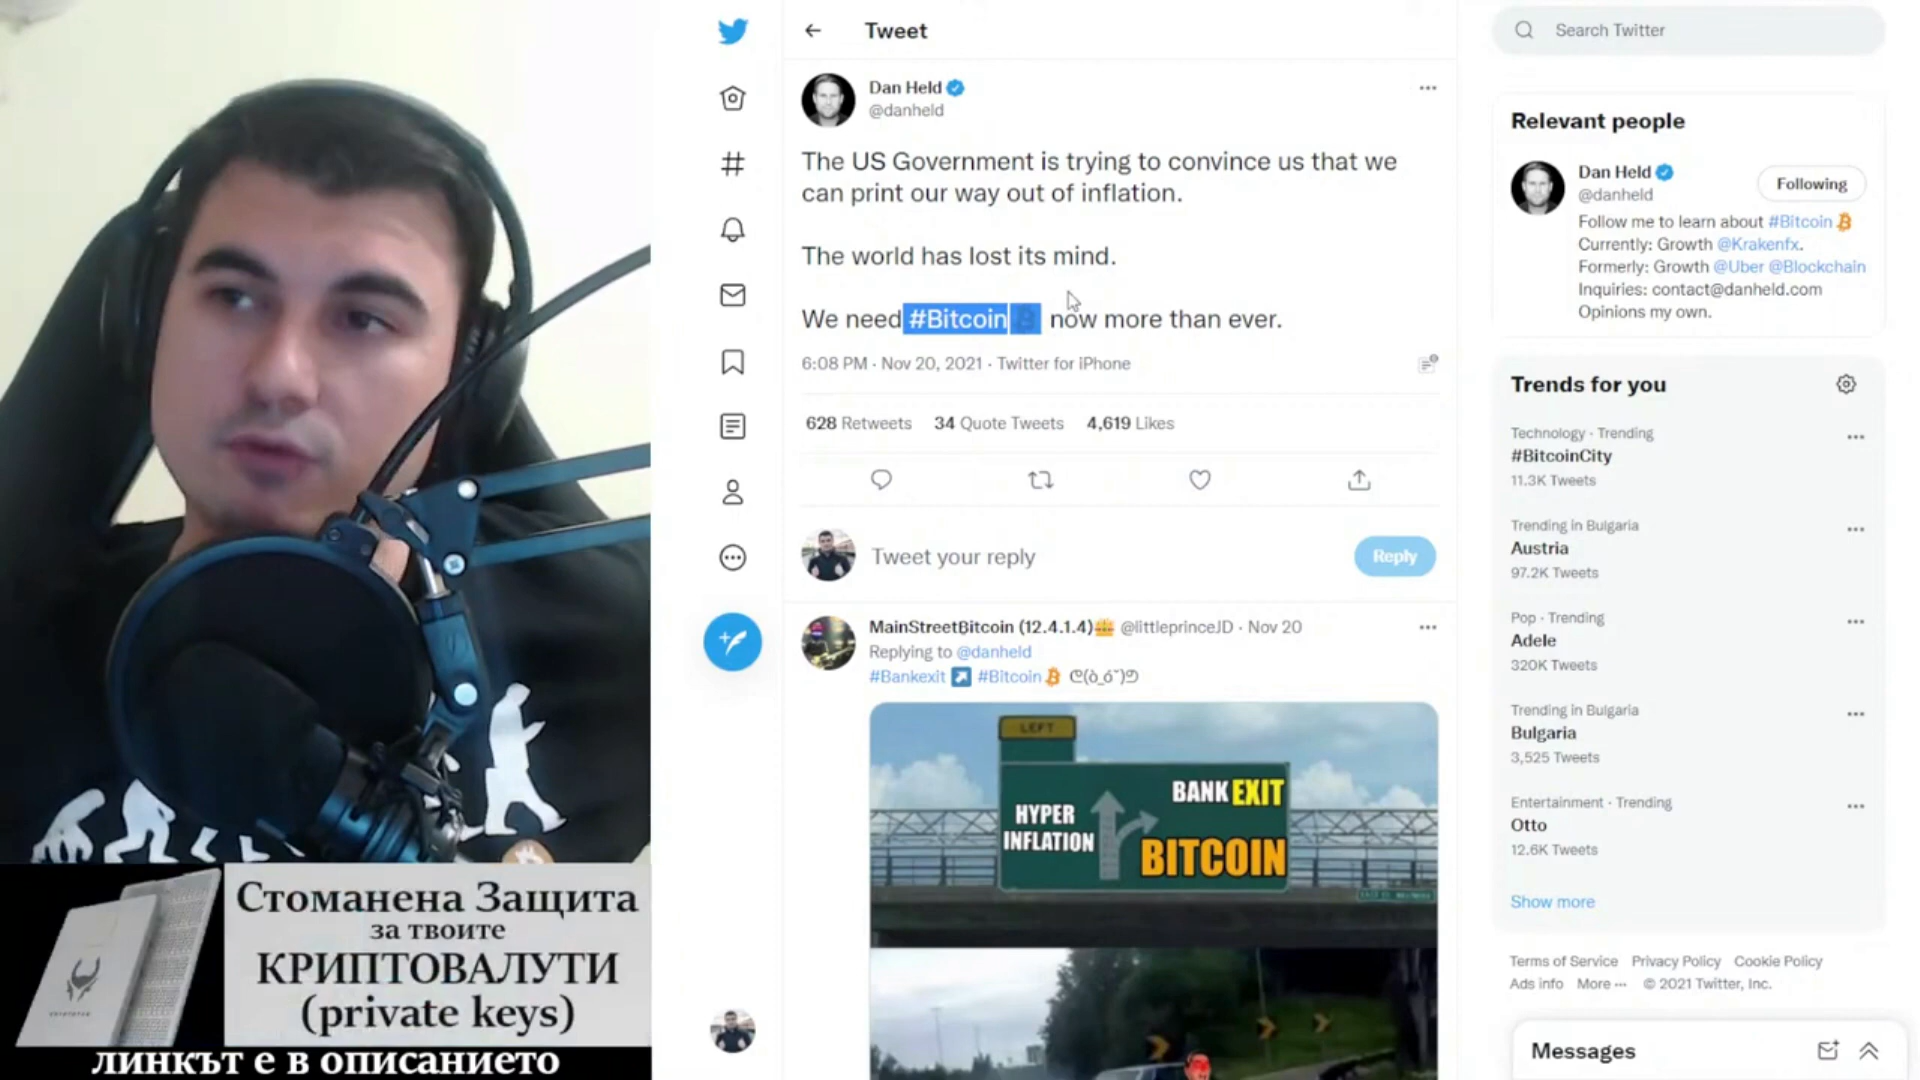 Tweet
Dan Held
@danheld
The US Government is trying to convince us that we
can print our way out of inflation.
The world has lost its mind.
We need #Bitcoin now more than ever.
6:08 PM · Nov 20, 2021 · Twitter for iPhone
628 Retweets 34 Quote Tweets 4,619 Likes
Tweet your reply
Reply
MainStreetBitcoin (12.4.1.4) @littleprinceJD · Nov 20
Replying to @danheld
#Bankexit #Bitcoin
LEFT
HYPER
INFLATION
BANK EXIT
BITCOIN
Search Twitter
Relevant people
Dan Held
@danheld
Following
Follow me to learn about #Bitcoin
Currently: Growth @Krakenfx.
Formerly: Growth @Uber @Blockchain
Inquiries: contact@danheld.com
Opinions my own.
Trends for you
Technology · Trending
#BitcoinCity
11.3K Tweets
Trending in Bulgaria
Austria
97.2K Tweets
Pop · Trending
Adele
320K Tweets
Trending in Bulgaria
Bulgaria
3,525 Tweets
Entertainment · Trending
Otto
12.6K Tweets
Show more
Terms of Service Privacy Policy Cookie Policy
Ads info More ··· © 2021 Twitter, Inc.
Messages
Стоманена Защита
за твоите
КРИПТОВАЛУТИ
(private keys)
линкът е в описанието